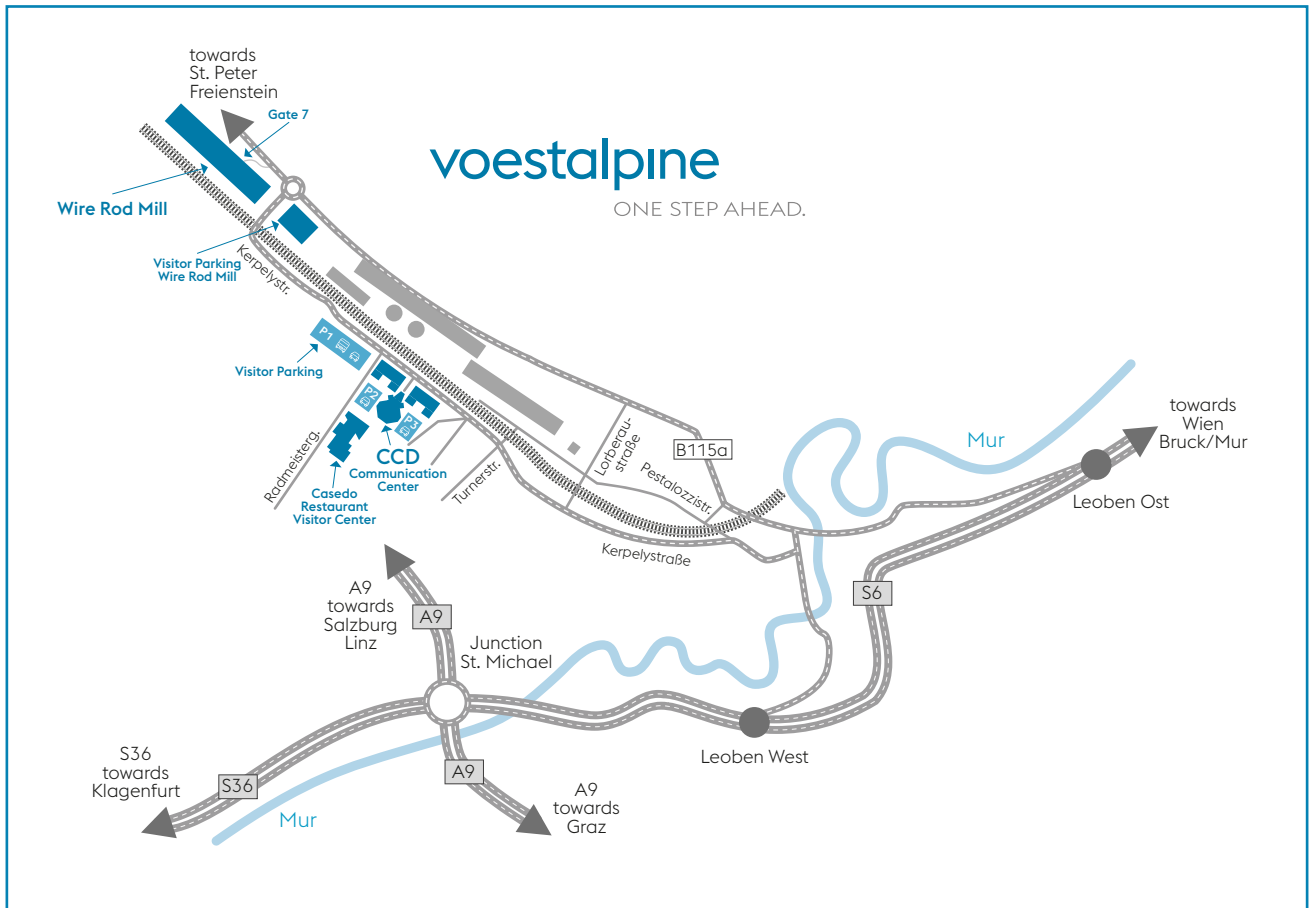 towards
St. Peter
Freienstein
Gate 7
voestalpine
ONE STEP AHEAD.
Wire Rod Mill
Visitor Parking
Wire Rod Mill
Kerpelystr.
P1
Visitor Parking
P2
P3
CCD
Communication
Center
Casedo
Restaurant
Visitor Center
Radmeisterg.
Turnerstr.
Lorberau-
straße
Pestalozzistr.
B115a
Kerpelystraße
Mur
towards
Wien
Bruck/Mur
Leoben Ost
S6
A9
towards
Salzburg
Linz
A9
Junction
St. Michael
Leoben West
S36
towards
Klagenfurt
S36
A9
A9
towards
Graz
Mur